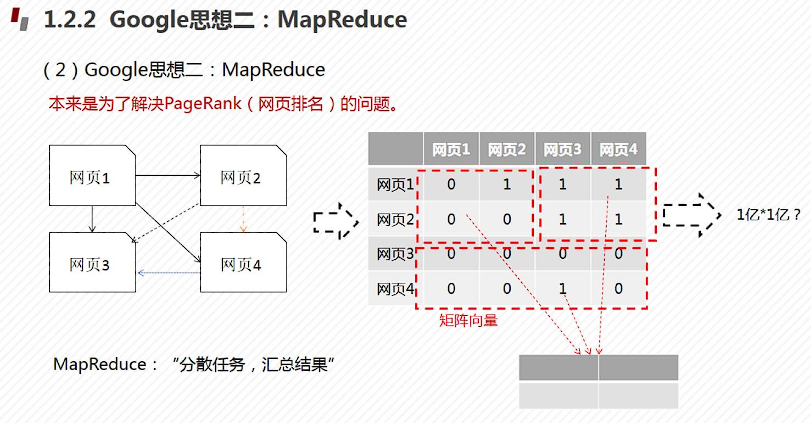 1.2.2 Google思想二：MapReduce
（2）Google思想二：MapReduce
本来是为了解决PageRank（网页排名）的问题。
网页1 网页2
网页3 网页4
网页1 网页2 网页3 网页4
网页1 0 1 1 1
网页2 0 0 1 1
网页3 0 0 0 0
网页4 0 0 1 0
1亿*1亿？
矩阵向量
MapReduce：“分散任务，汇总结果”